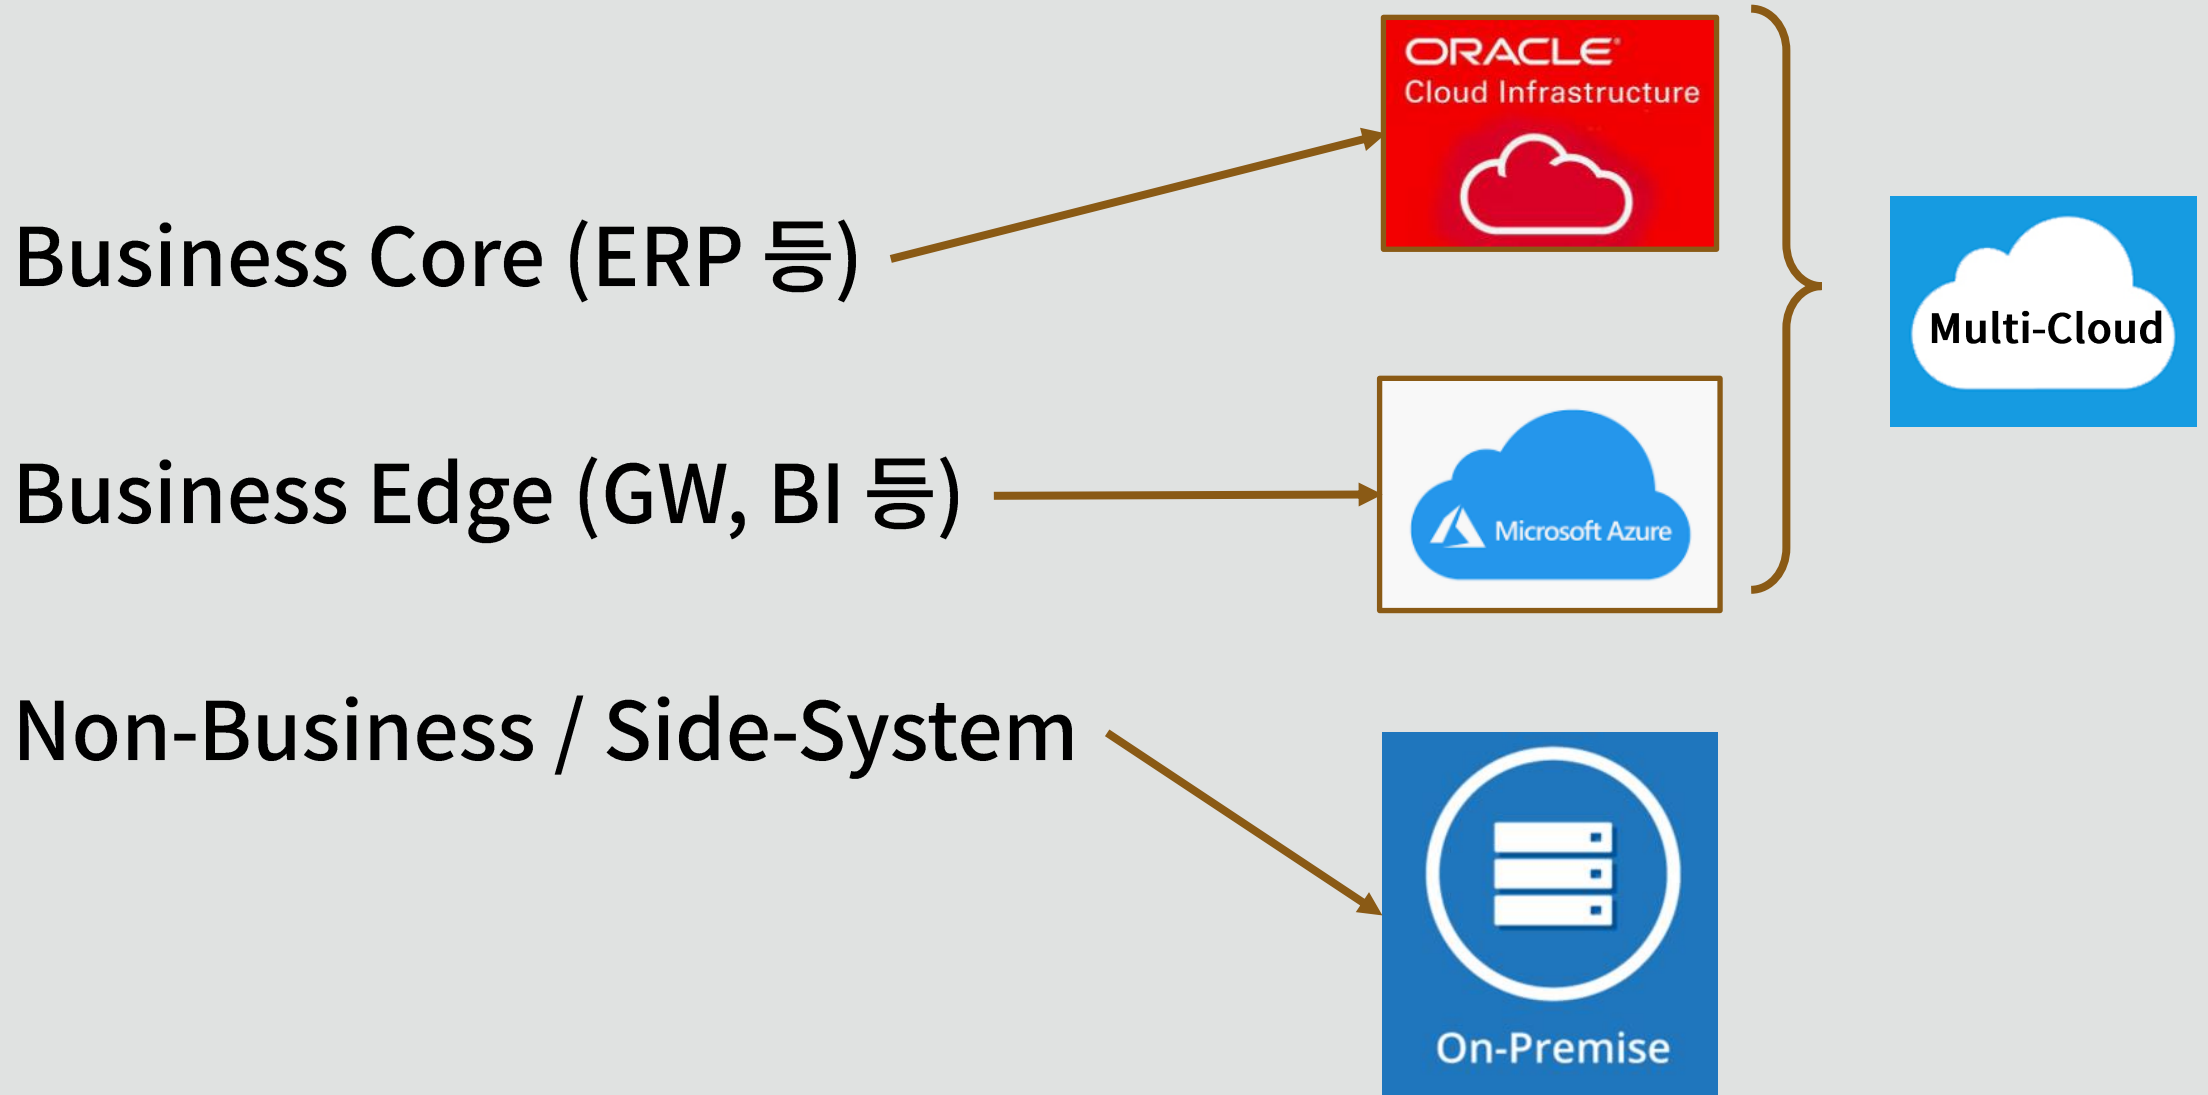 ORACLE
Cloud Infrastructure
Business Core (ERP 등)
Multi-Cloud
Business Edge (GW, BI 등)
Microsoft Azure
Non-Business / Side-System
On-Premise